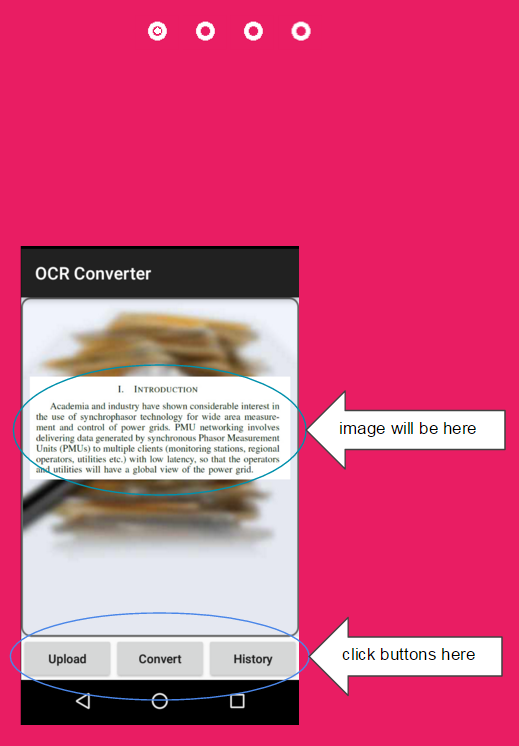 OCR Converter
I. INTRODUCTION
Academia and industry have shown considerable interest in
the use of synchrophasor technology for wide area measure-
ment and control of power grids. PMU networking involves
delivering data generated by synchronous Phasor Measurement
Units (PMUs) to multiple clients (monitoring stations, regional
operators, utilities etc.) with low latency, so that the operators
and utilities will have a global view of the power grid.
image will be here
click buttons here
Upload Convert History